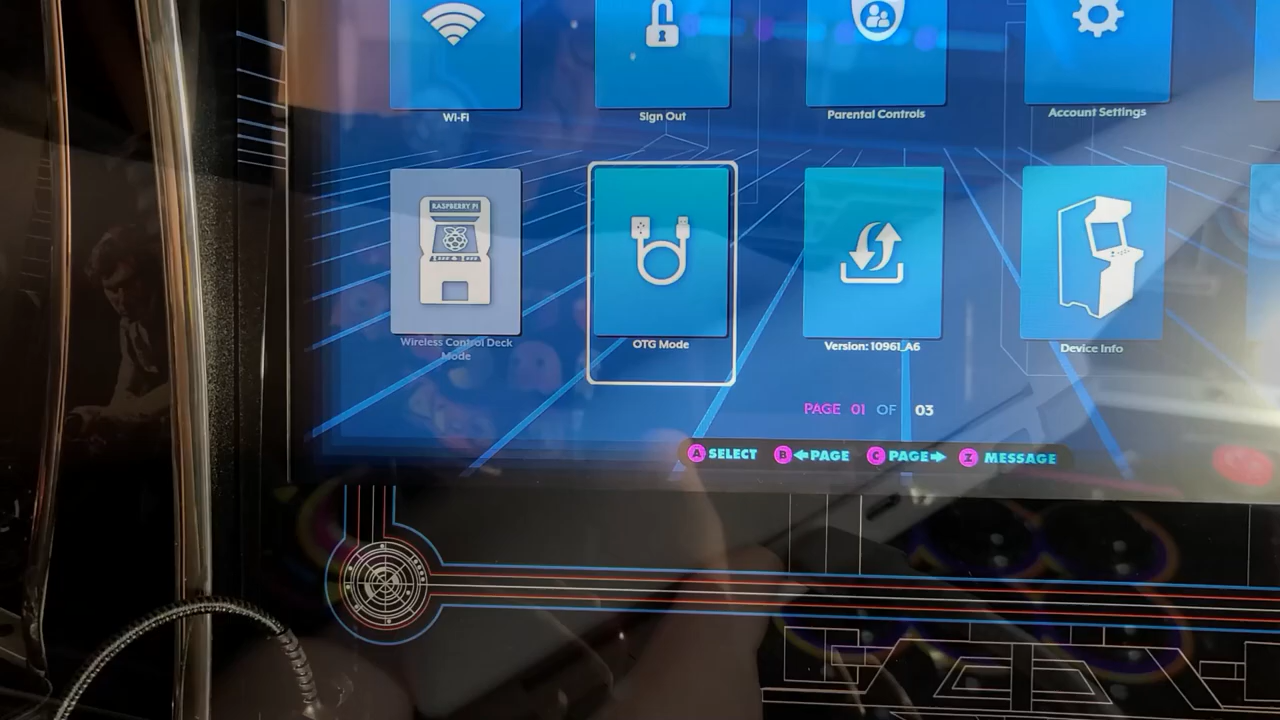 Wi-Fi
Sign Out
Parental Controls
Account Settings
RASPBERRY PI
Wireless Control Deck
Mode
OTG Mode
Version: 10961_A6
Device Info
PAGE 01 OF 03
A SELECT B PAGE C PAGE Z MESSAGE